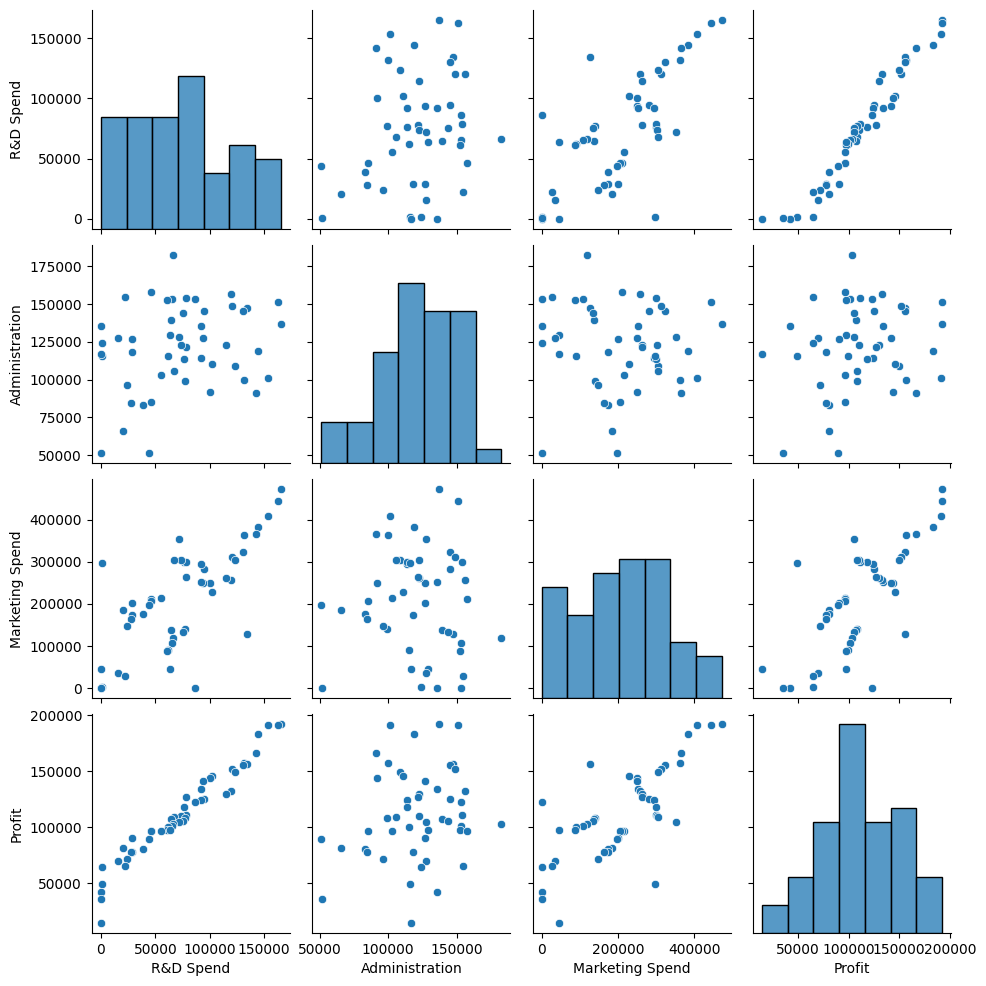 150000
100000
50000
0
R&D Spend
175000
150000
125000
100000
75000
50000
Administration
400000
300000
200000
100000
0
Marketing Spend
200000
150000
100000
50000
Profit
0 50000 100000 150000
R&D Spend
50000 100000 150000
Administration
0 200000 400000
Marketing Spend
50000 100000 150000 200000
Profit